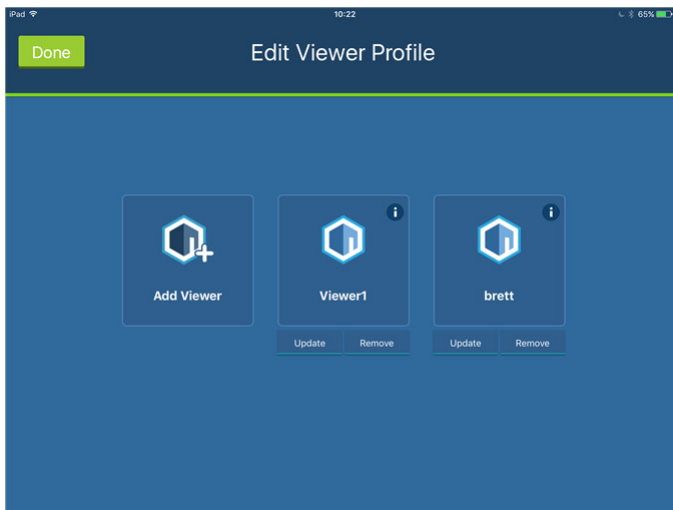 iPad 10:22 65%
Done Edit Viewer Profile
Add Viewer Viewer1 brett
Update Remove Update Remove